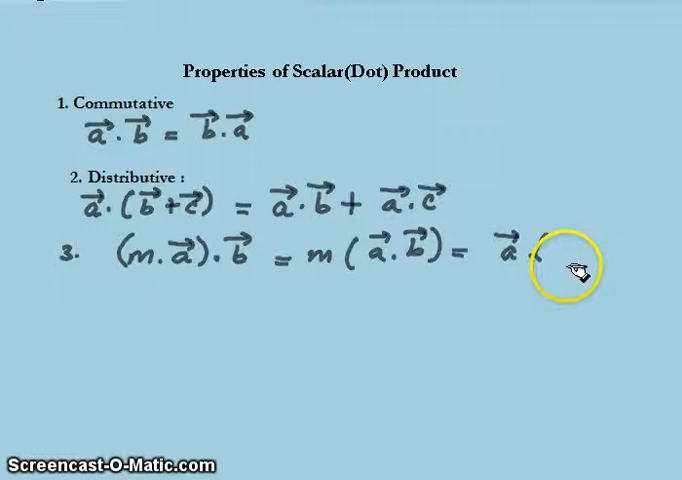 Properties of Scalar(Dot) Product
1. Commutative
a⃗ . b⃗ = b⃗ . a⃗
2. Distributive :
a⃗ . (b⃗ + c⃗) = a⃗ . b⃗ + a⃗ . c⃗
3. (m . a⃗) . b⃗ = m (a⃗ . b⃗) = a⃗ . (
Screencast-O-Matic.com